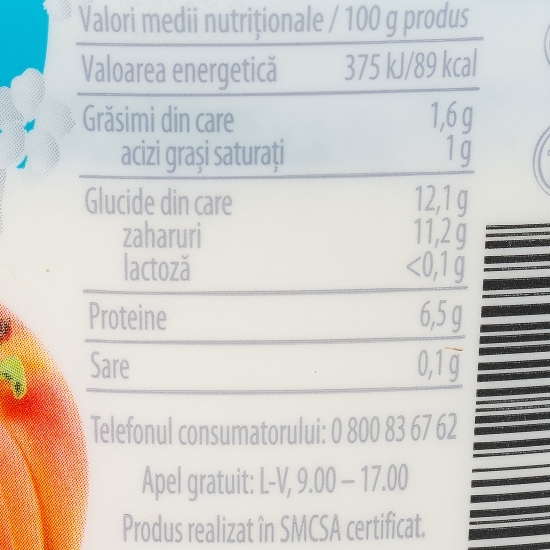 Valori medii nutriționale / 100 g produs
Valoarea energetică 375 kJ/89 kcal
Grăsimi din care 1,6 g
acizi grași saturați 1 g
Glucide din care 12,1 g
zaharuri 11,2 g
lactoză <0,1 g
Proteine 6,5 g
Sare 0,1 g
Telefonul consumatorului: 0 800 83 67 62
Apel gratuit: L-V, 9.00 – 17.00
Produs realizat în SMCSA certificat.